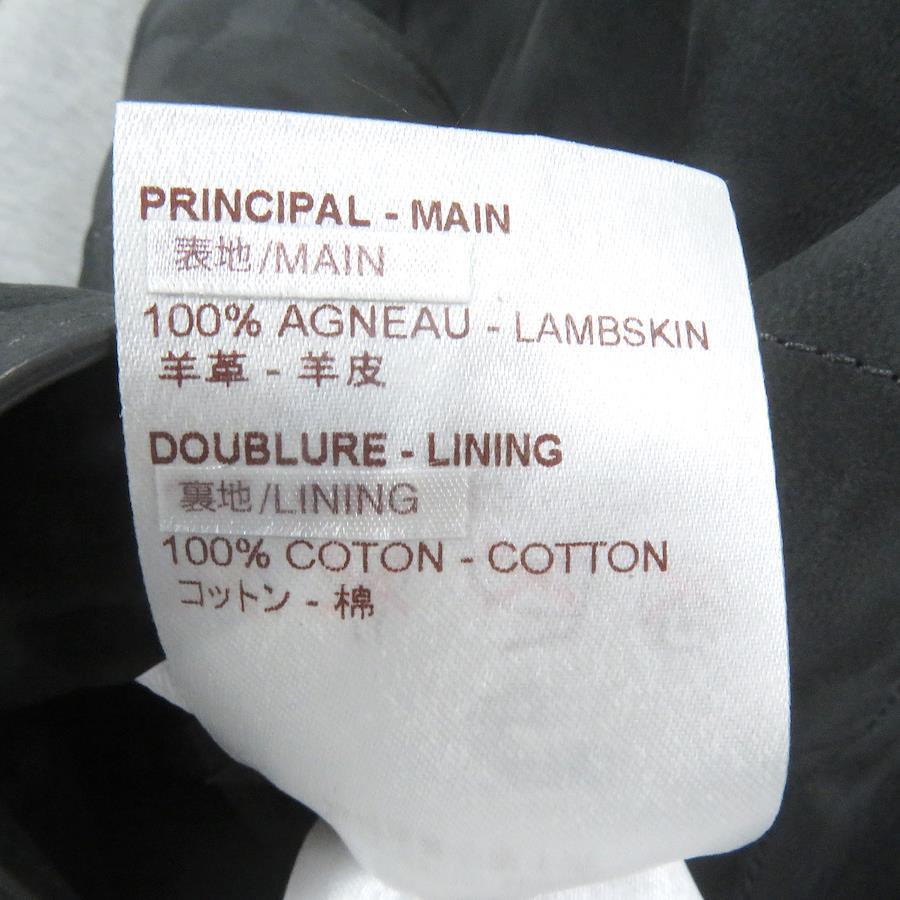 PRINCIPAL - MAIN
表地/MAIN
100% AGNEAU - LAMBSKIN
羊革 - 羊皮
DOUBLURE - LINING
裏地/LINING
100% COTON - COTTON
コットン - 棉